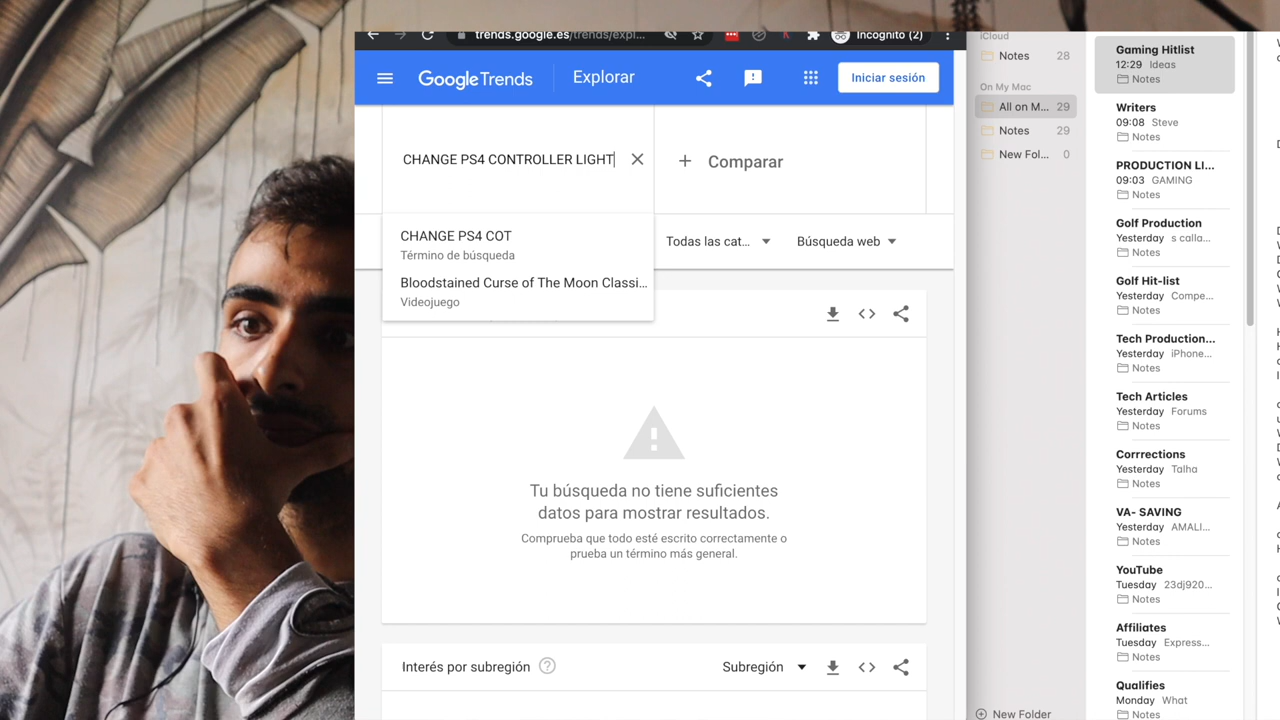 trends.google.es/trends/expl...
Incognito (2)
Google Trends
Explorar
Iniciar sesión
CHANGE PS4 CONTROLLER LIGHT
Comparar
CHANGE PS4 COT
Término de búsqueda
Bloodstained Curse of The Moon Classi...
Videojuego
Todas las cat...
Búsqueda web
Tu búsqueda no tiene suficientes
datos para mostrar resultados.
Comprueba que todo esté escrito correctamente o
prueba un término más general.
Interés por subregión
Subregión
iCloud
Notes 28
On My Mac
All on M... 29
Notes 29
New Fol... 0
New Folder
Gaming Hitlist
12:29 Ideas
Notes
Writers
09:08 Steve
Notes
PRODUCTION LI...
09:03 GAMING
Notes
Golf Production
Yesterday s calla...
Notes
Golf Hit-list
Yesterday Compe...
Notes
Tech Production...
Yesterday iPhone...
Notes
Tech Articles
Yesterday Forums
Notes
Corrrections
Yesterday Talha
Notes
VA- SAVING
Yesterday AMALI...
Notes
YouTube
Tuesday 23dj920...
Notes
Affiliates
Tuesday Express...
Notes
Qualifies
Monday What
Notes